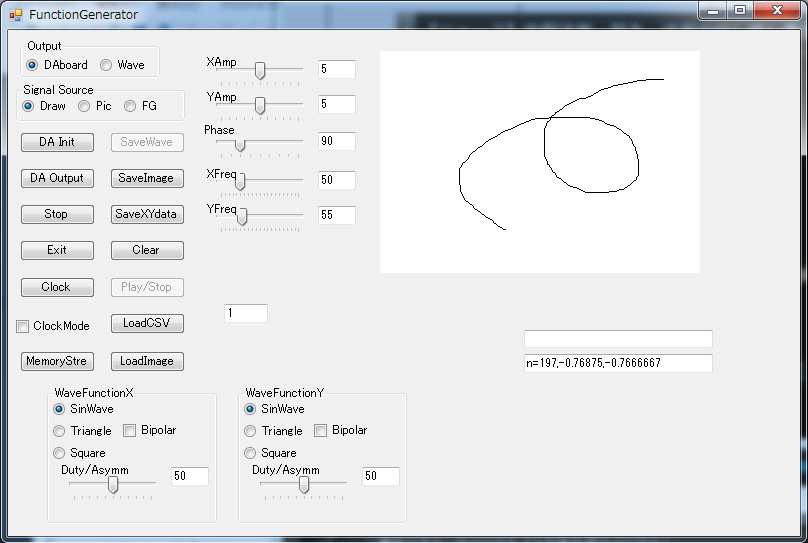 FunctionGenerator
Output
DAboard Wave
Signal Source
Draw Pic FG
DA Init SaveWave
DA Output SaveImage
Stop SaveXYdata
Exit Clear
Clock Play/Stop
ClockMode LoadCSV
MemoryStre LoadImage
XAmp 5
YAmp 5
Phase 90
XFreq 50
YFreq 55
1
n=197,-0.76875,-0.7666667
WaveFunctionX
SinWave
Triangle Bipolar
Square
Duty/Asymm 50
WaveFunctionY
SinWave
Triangle Bipolar
Square
Duty/Asymm 50